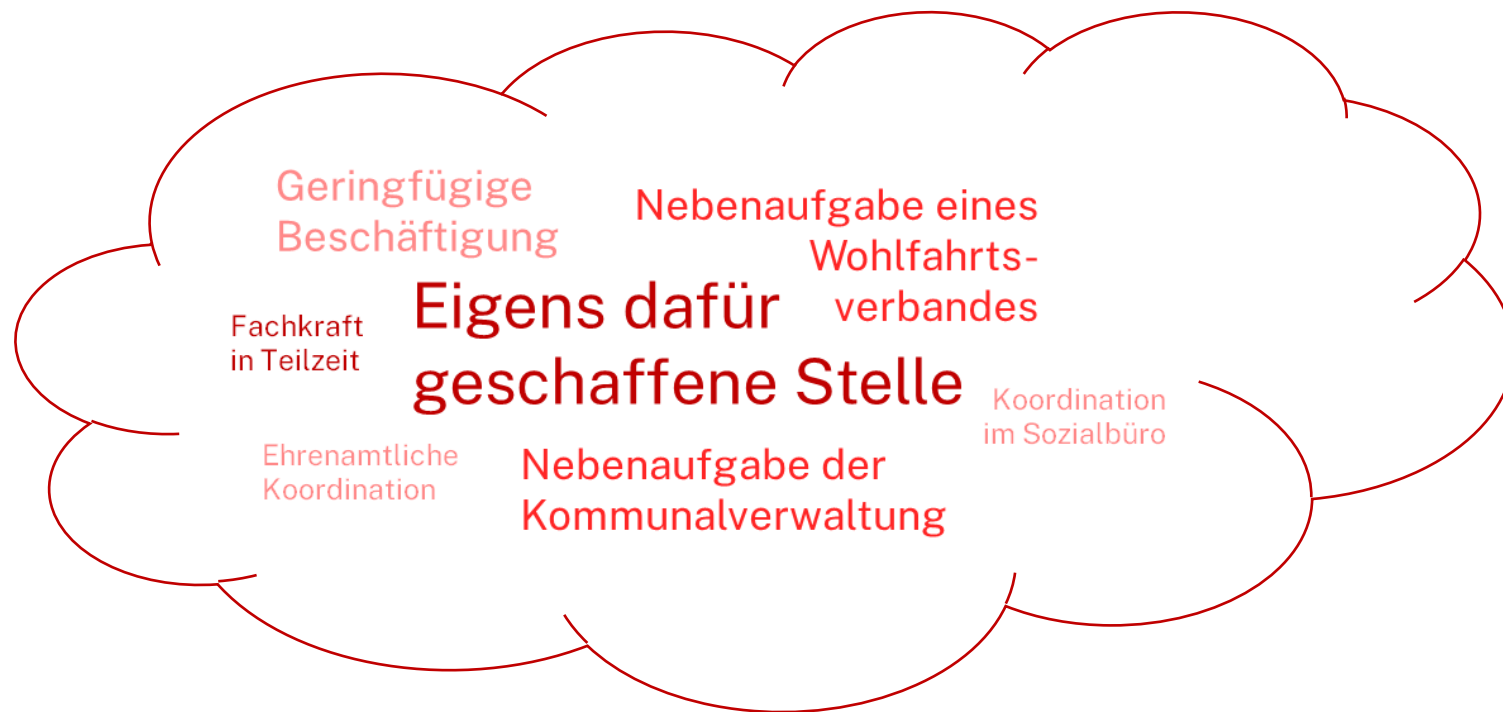 Geringfügige
Beschäftigung
Nebenaufgabe eines
Wohlfahrts-
verbandes
Eigens dafür
geschaffene Stelle
Fachkraft
in Teilzeit
Koordination
im Sozialbüro
Ehrenamtliche
Koordination
Nebenaufgabe der
Kommunalverwaltung